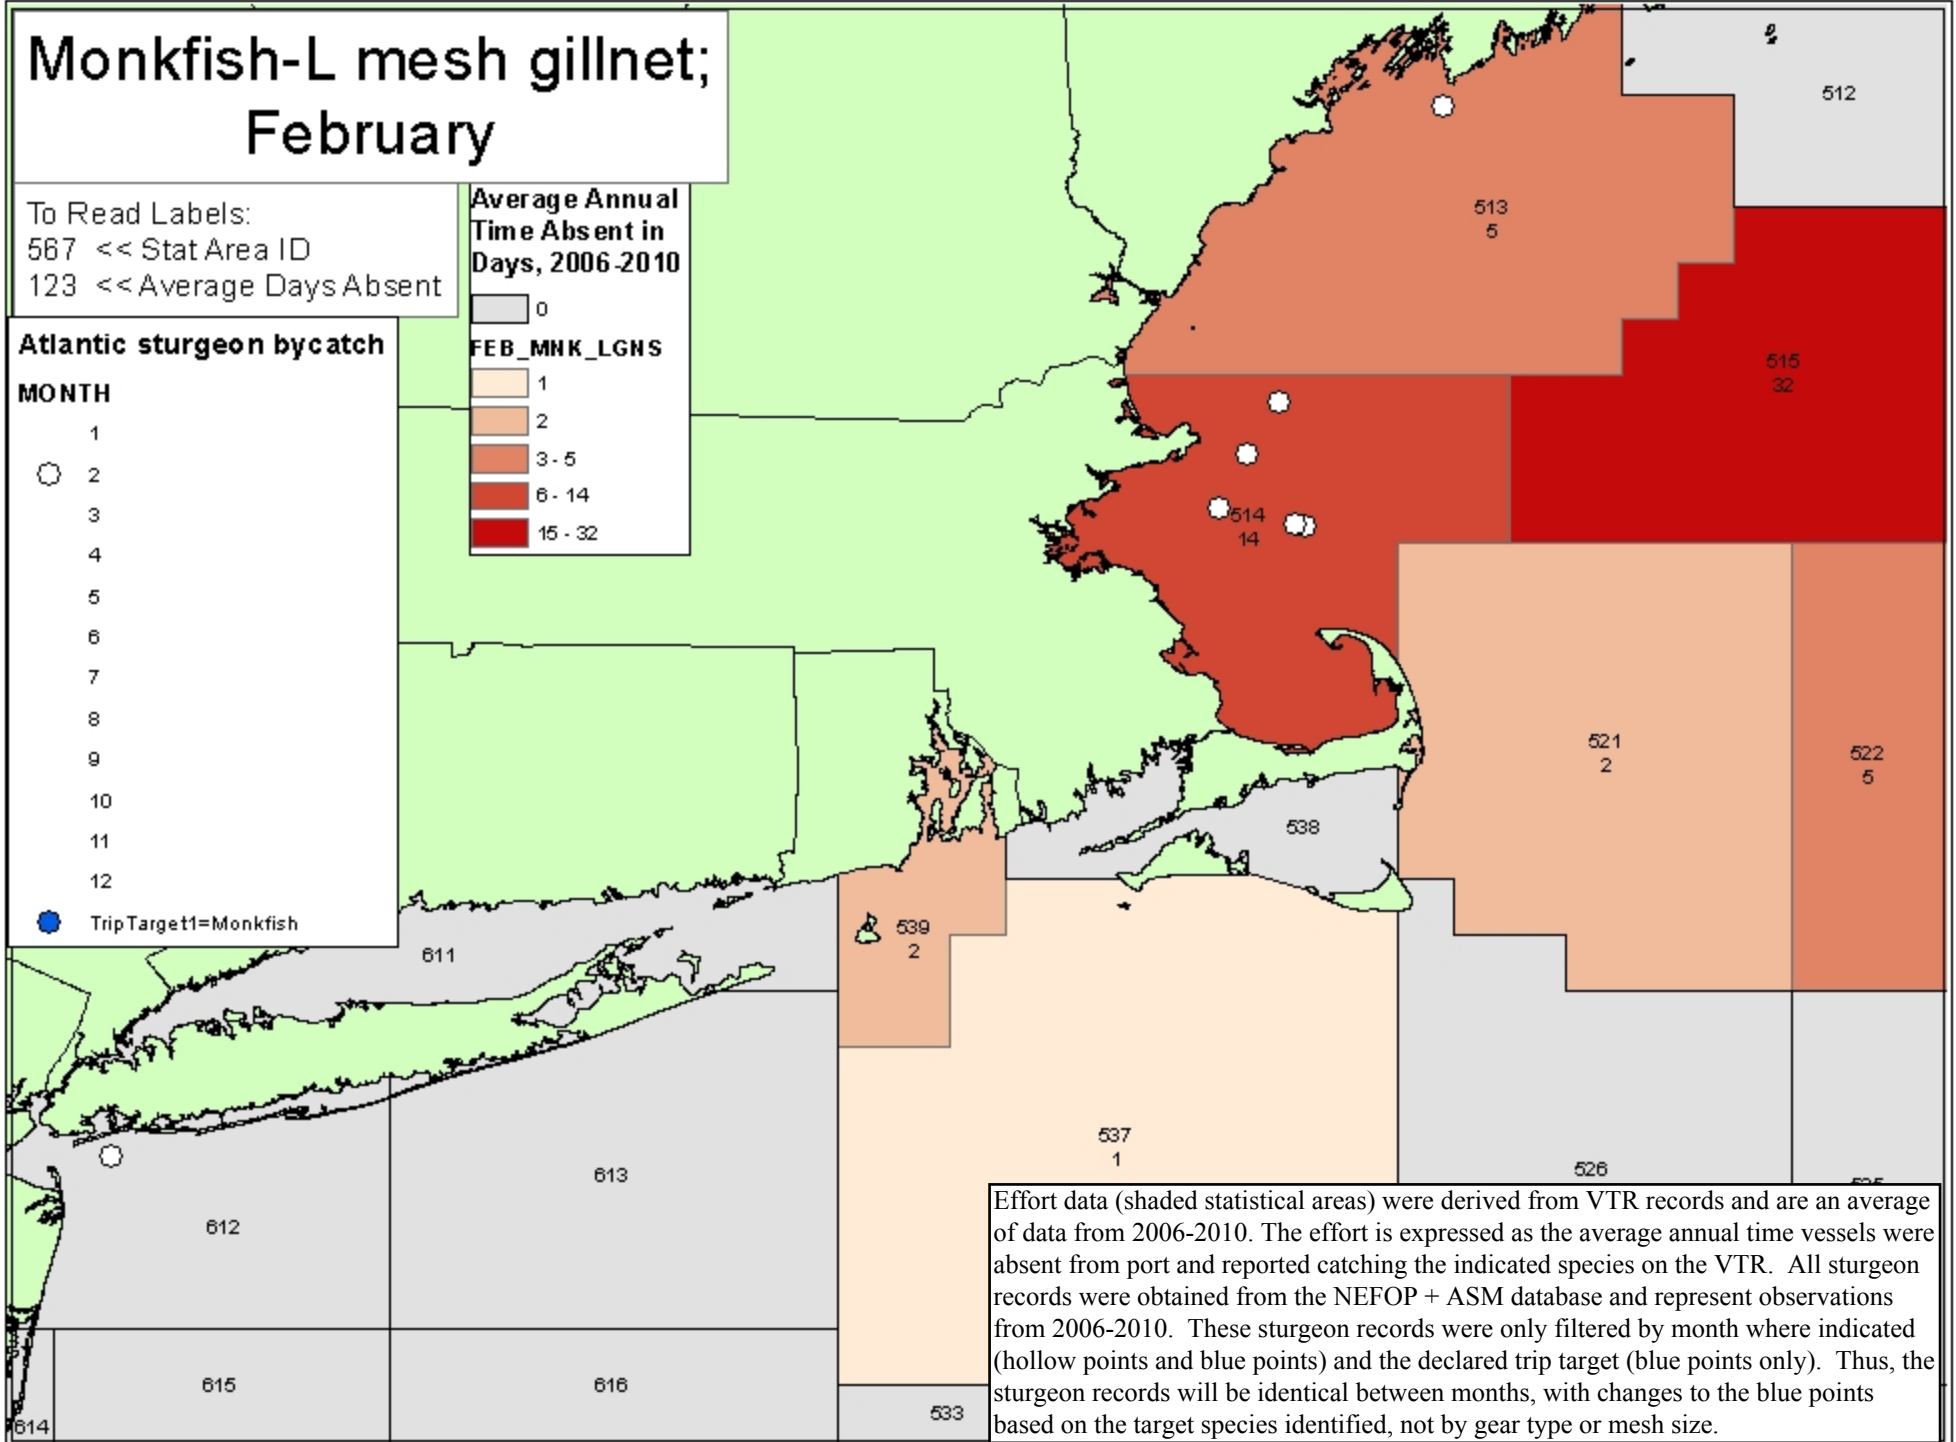 Monkfish-L mesh gillnet;
February
To Read Labels:
567 << Stat Area ID
123 << Average Days Absent
Average Annual
Time Absent in
Days, 2006-2010
0
FEB_MNK_LGNS
1
2
3 - 5
6 - 14
15 - 32
Atlantic sturgeon bycatch
MONTH
1
2
3
4
5
6
7
8
9
10
11
12
TripTarget1=Monkfish
512
513
5
515
32
514
14
521
2
522
5
538
539
2
611
537
1
526
613
612
615
616
614
533
Effort data (shaded statistical areas) were derived from VTR records and are an average
of data from 2006-2010. The effort is expressed as the average annual time vessels were
absent from port and reported catching the indicated species on the VTR.  All sturgeon
records were obtained from the NEFOP + ASM database and represent observations
from 2006-2010.  These sturgeon records were only filtered by month where indicated
(hollow points and blue points) and the declared trip target (blue points only).  Thus, the
sturgeon records will be identical between months, with changes to the blue points
based on the target species identified, not by gear type or mesh size.